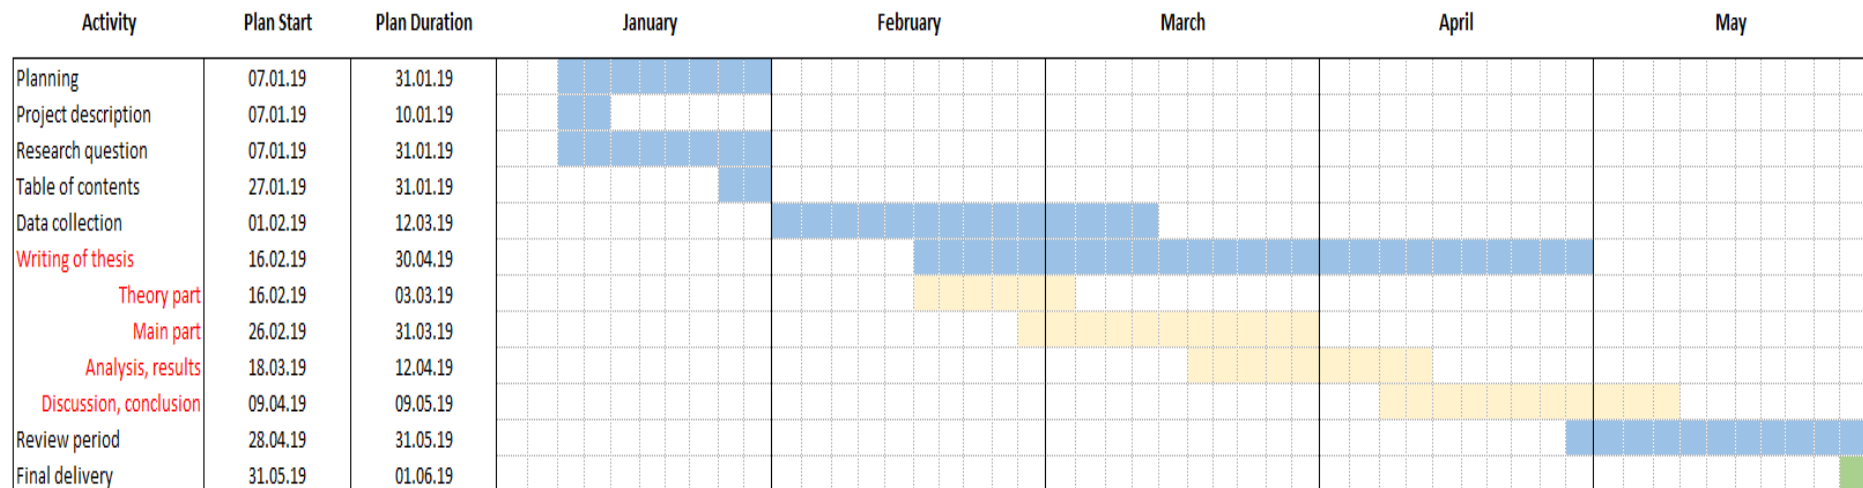 Activity Plan Start Plan Duration January February March April May
Planning 07.01.19 31.01.19
Project description 07.01.19 10.01.19
Research question 07.01.19 31.01.19
Table of contents 27.01.19 31.01.19
Data collection 01.02.19 12.03.19
Writing of thesis 16.02.19 30.04.19
Theory part 16.02.19 03.03.19
Main part 26.02.19 31.03.19
Analysis, results 18.03.19 12.04.19
Discussion, conclusion 09.04.19 09.05.19
Review period 28.04.19 31.05.19
Final delivery 31.05.19 01.06.19